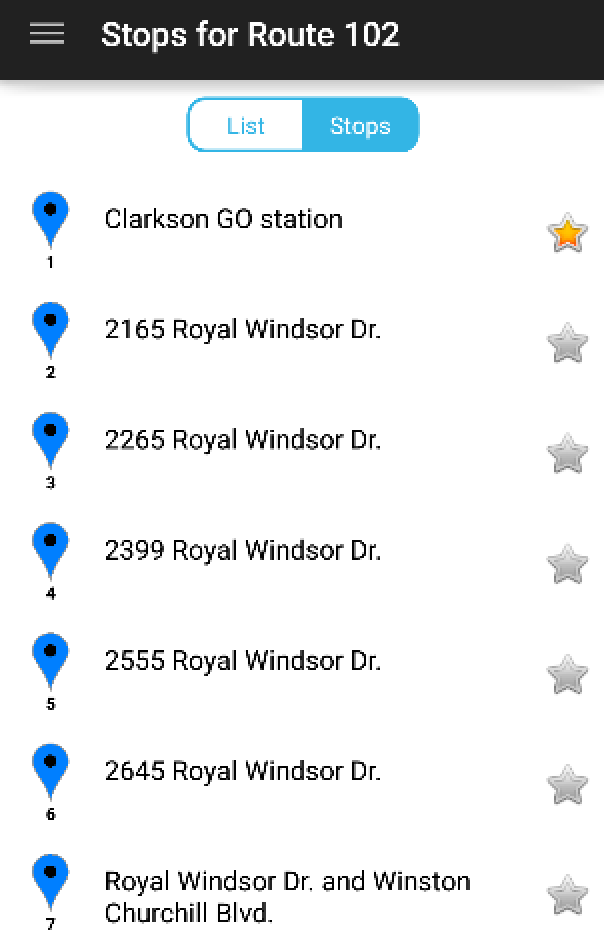 Stops for Route 102
List Stops
Clarkson GO station
1
2165 Royal Windsor Dr.
2
2265 Royal Windsor Dr.
3
2399 Royal Windsor Dr.
4
2555 Royal Windsor Dr.
5
2645 Royal Windsor Dr.
6
Royal Windsor Dr. and Winston
Churchill Blvd.
7